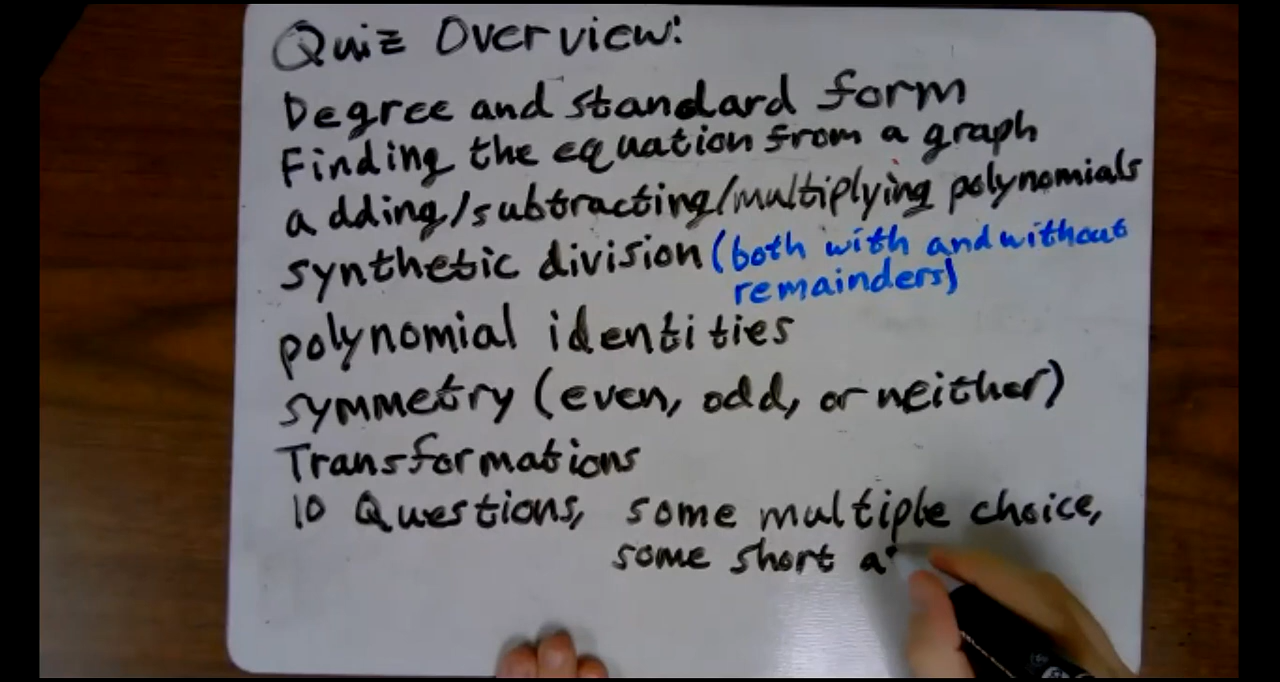 Quiz Overview:
Degree and standard form
Finding the equation from a graph
adding/subtracting/multiplying polynomials
synthetic division (both with and without
remainders)
polynomial identities
symmetry (even, odd, or neither)
Transformations
10 Questions, some multiple choice,
some short a